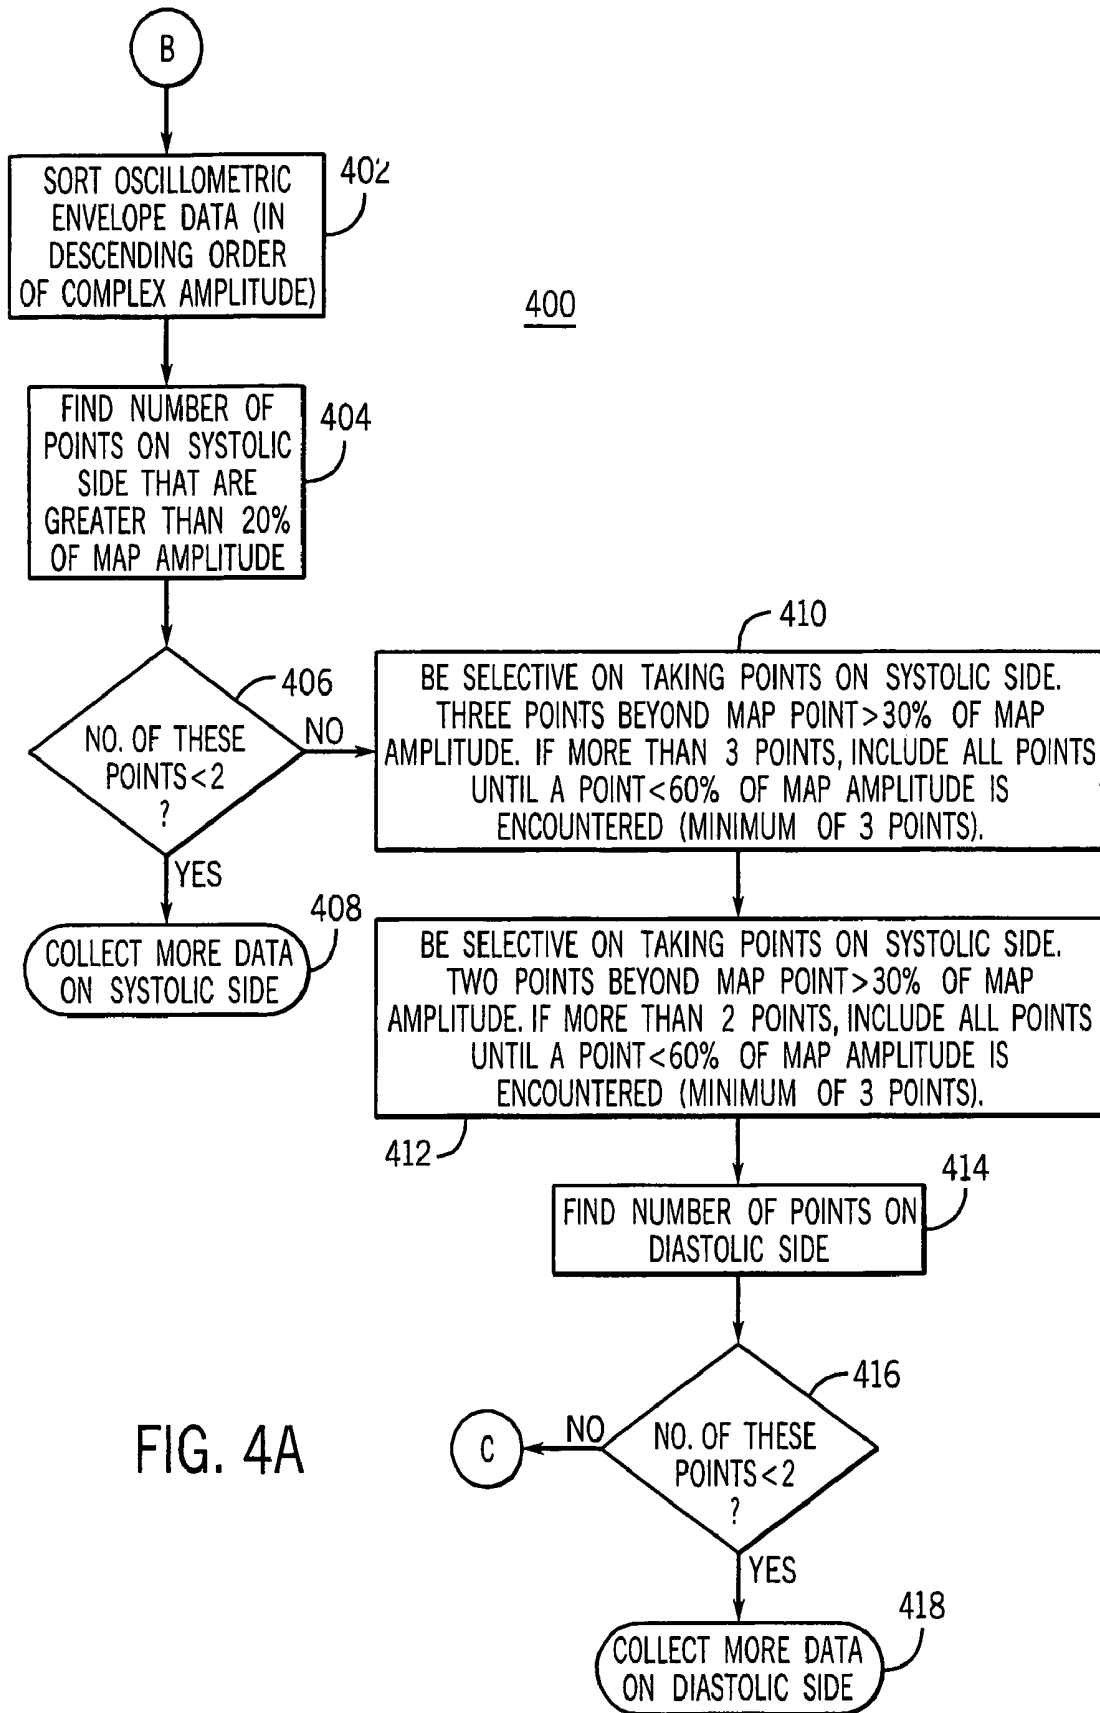 B
SORT OSCILLOMETRIC
ENVELOPE DATA (IN
DESCENDING ORDER
OF COMPLEX AMPLITUDE)
402
400
FIND NUMBER OF
POINTS ON SYSTOLIC
SIDE THAT ARE
GREATER THAN 20%
OF MAP AMPLITUDE
404
NO. OF THESE
POINTS<2
?
406
NO
YES
COLLECT MORE DATA
ON SYSTOLIC SIDE
408
410
BE SELECTIVE ON TAKING POINTS ON SYSTOLIC SIDE.
THREE POINTS BEYOND MAP POINT>30% OF MAP
AMPLITUDE. IF MORE THAN 3 POINTS, INCLUDE ALL POINTS
UNTIL A POINT<60% OF MAP AMPLITUDE IS
ENCOUNTERED (MINIMUM OF 3 POINTS).
BE SELECTIVE ON TAKING POINTS ON SYSTOLIC SIDE.
TWO POINTS BEYOND MAP POINT>30% OF MAP
AMPLITUDE. IF MORE THAN 2 POINTS, INCLUDE ALL POINTS
UNTIL A POINT<60% OF MAP AMPLITUDE IS
ENCOUNTERED (MINIMUM OF 3 POINTS).
412
414
FIND NUMBER OF POINTS ON
DIASTOLIC SIDE
416
NO. OF THESE
POINTS<2
?
NO
C
YES
COLLECT MORE DATA
ON DIASTOLIC SIDE
418
FIG. 4A